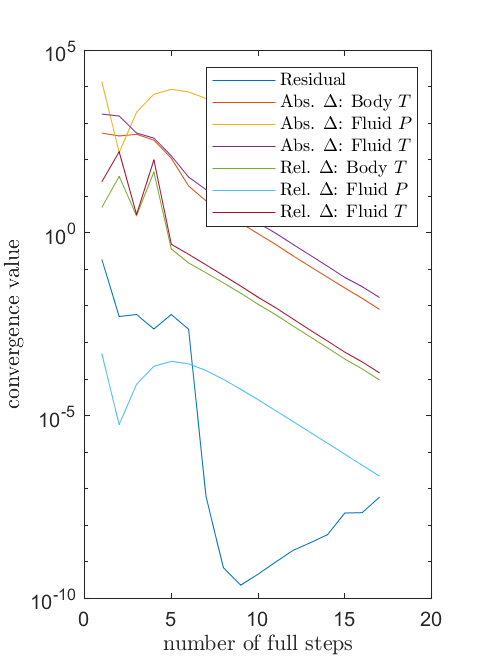 10^5
10^0
10^-5
10^-10
convergence value
Residual
Abs. Δ: Body T
Abs. Δ: Fluid P
Abs. Δ: Fluid T
Rel. Δ: Body T
Rel. Δ: Fluid P
Rel. Δ: Fluid T
0 5 10 15 20
number of full steps